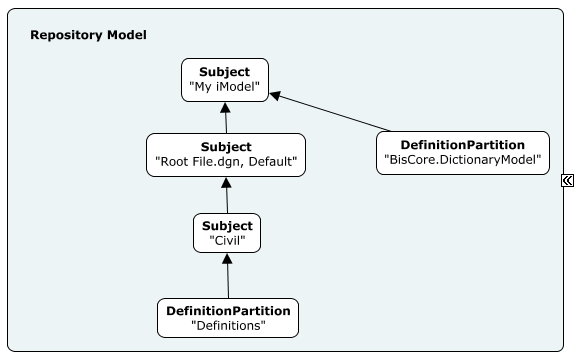 Repository Model
Subject
"My iModel"
Subject
"Root File.dgn, Default"
DefinitionPartition
"BisCore.DictionaryModel"
Subject
"Civil"
DefinitionPartition
"Definitions"